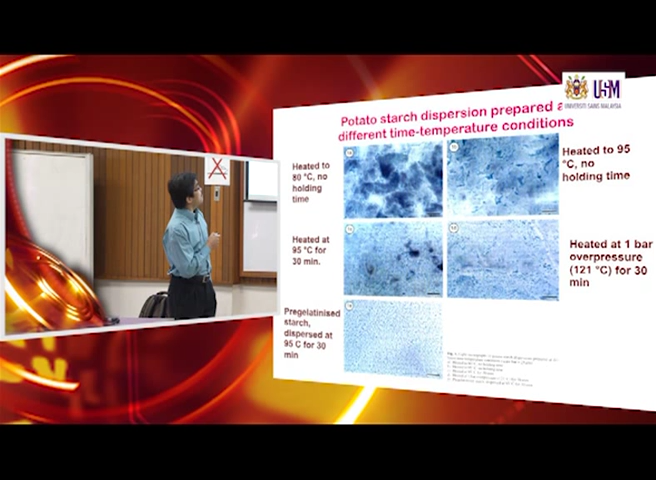 USM
UNIVERSITI SAINS MALAYSIA
Potato starch dispersion prepared a
different time-temperature conditions
Heated to
80 °C, no
holding
time
Heated to 95
°C, no
holding time
Heated at
95 °C for
30 min.
Heated at 1 bar
overpressure
(121 °C) for 30
min
Pregelatinised
starch,
dispersed at
95 C for 30
min